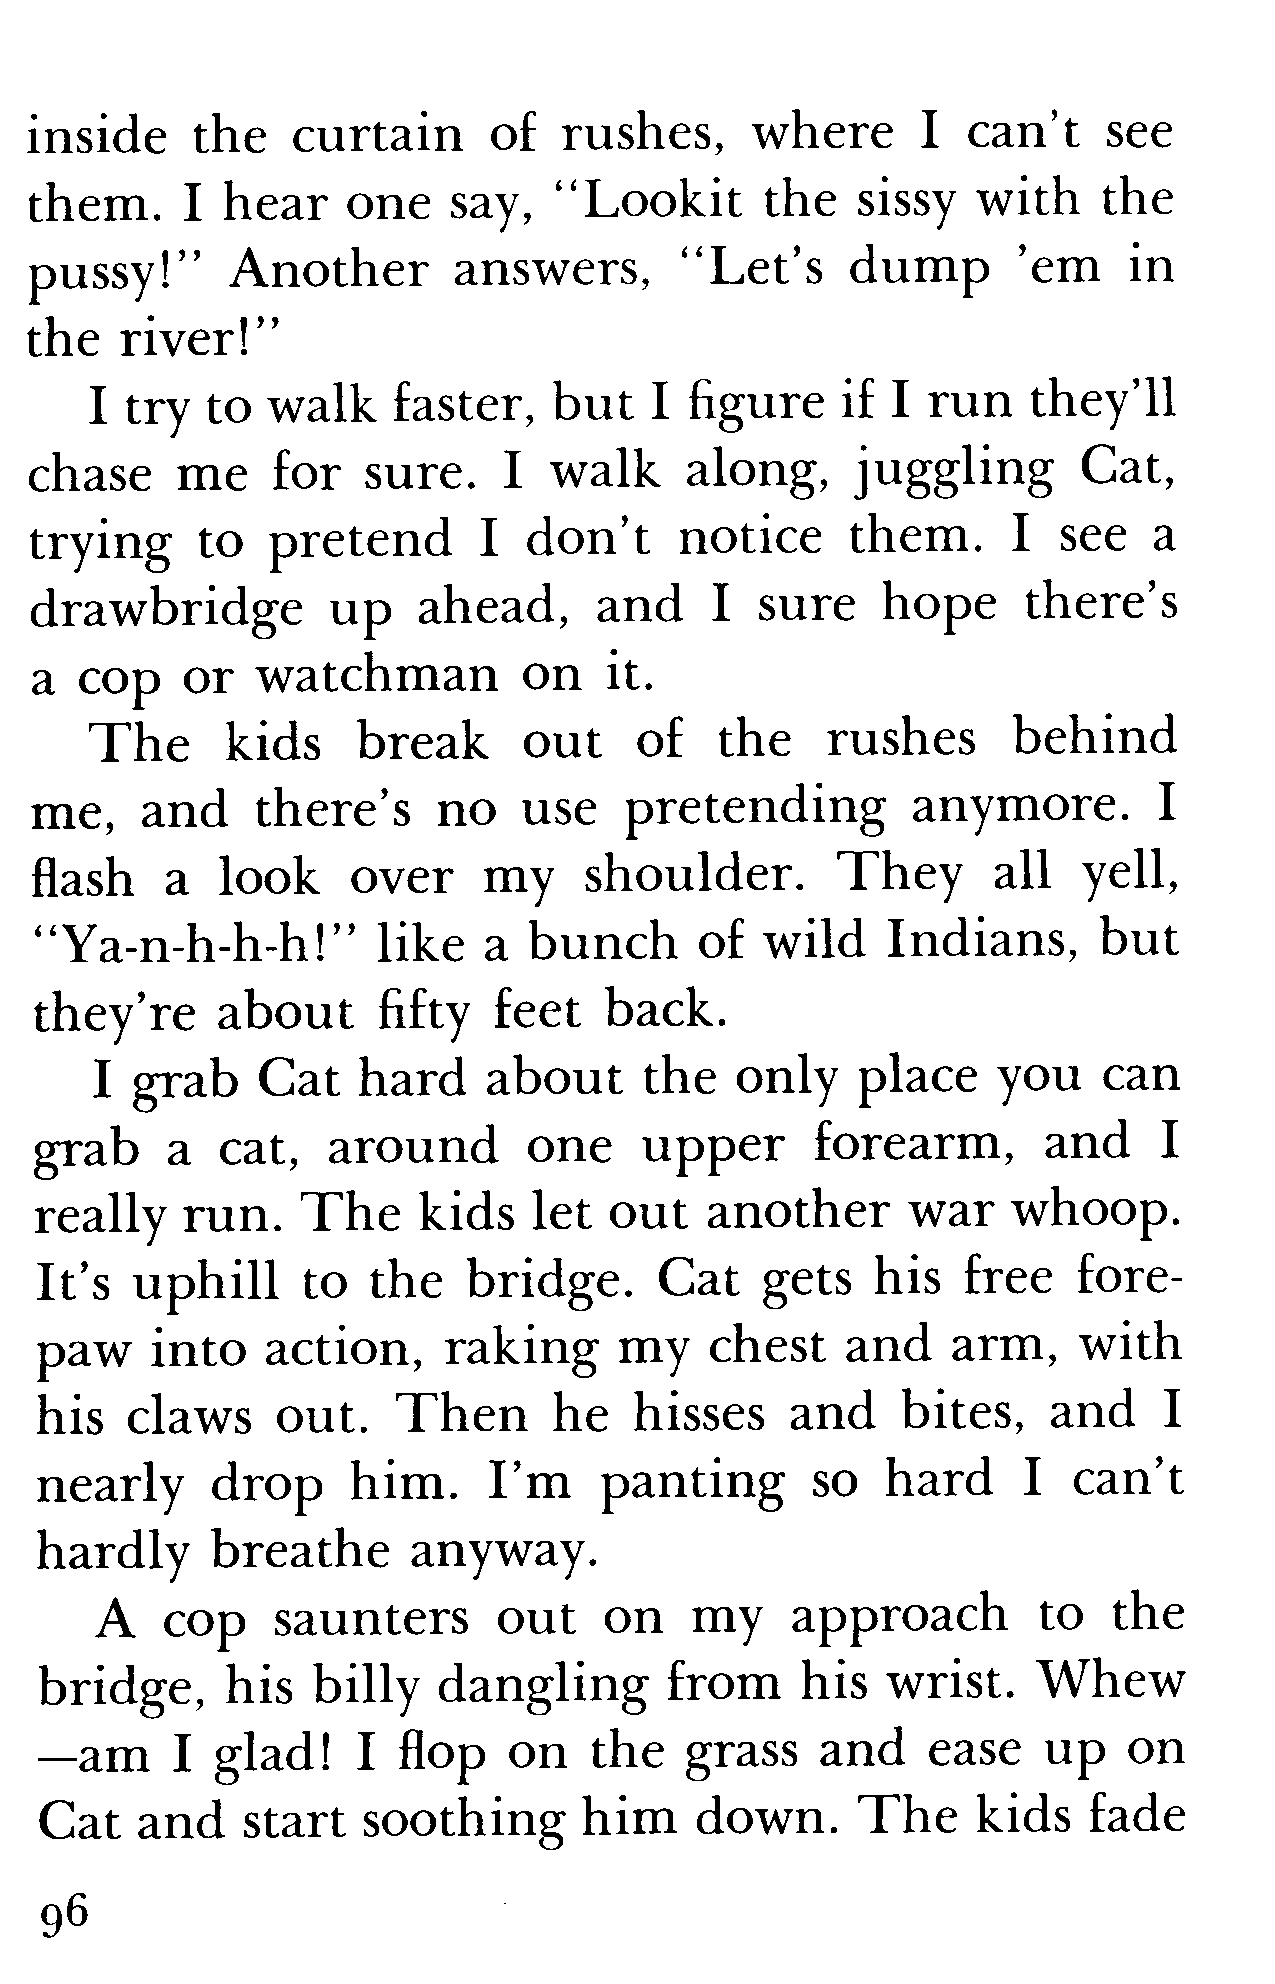 inside the curtain of rushes, where I can't see
them. I hear one say, “Lookit the sissy with the
pussy!” Another answers, “Let's dump 'em in
the river!”
I try to walk faster, but I figure if I run they'll
chase me for sure. I walk along, juggling Cat,
trying to pretend I don't notice them. I see a
drawbridge up ahead, and I sure hope there's
a cop or watchman on it.
The kids break out of the rushes behind
me, and there's no use pretending anymore. I
flash a look over my shoulder. They all yell,
“Ya-n-h-h-h!” like a bunch of wild Indians, but
they're about fifty feet back.
I grab Cat hard about the only place you can
grab a cat, around one upper forearm, and I
really run. The kids let out another war whoop.
It's uphill to the bridge. Cat gets his free fore-
paw into action, raking my chest and arm, with
his claws out. Then he hisses and bites, and I
nearly drop him. I'm panting so hard I can't
hardly breathe anyway.
A cop saunters out on my approach to the
bridge, his billy dangling from his wrist. Whew
—am I glad! I flop on the grass and ease up on
Cat and start soothing him down. The kids fade
96